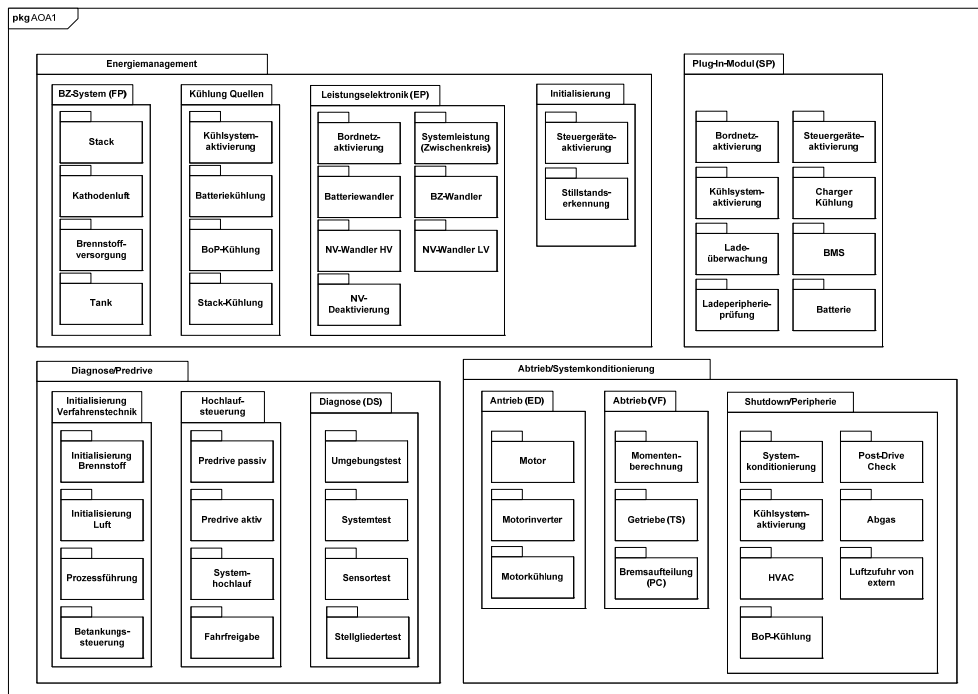 pkg AOA1
Energiemanagement
BZ-System (FP)
Stack
Kathodenluft
Brennstoff-
versorgung
Tank
Kühlung Quellen
Kühlsystem-
aktivierung
Batteriekühlung
BoP-Kühlung
Stack-Kühlung
Leistungselektronik (EP)
Bordnetz-
aktivierung
Systemleistung
(Zwischenkreis)
Batteriewandler
BZ-Wandler
NV-Wandler HV
NV-Wandler LV
NV-
Deaktivierung
Initialisierung
Steuergeräte-
aktivierung
Stillstands-
erkennung
Plug-In-Modul (SP)
Bordnetz-
aktivierung
Steuergeräte-
aktivierung
Kühlsystem-
aktivierung
Charger
Kühlung
Lade-
überwachung
BMS
Ladeperipherie-
prüfung
Batterie
Diagnose/Predrive
Initialisierung
Verfahrenstechnik
Initialisierung
Brennstoff
Initialisierung
Luft
Prozessführung
Betankungs-
steuerung
Hochlauf-
steuerung
Predrive passiv
Predrive aktiv
System-
hochlauf
Fahrfreigabe
Diagnose (DS)
Umgebungstest
Systemtest
Sensortest
Stellgliedertest
Abtrieb/Systemkonditionierung
Antrieb (ED)
Motor
Motorinverter
Motorkühlung
Abtrieb (VF)
Momenten-
berechnung
Getriebe (TS)
Bremsaufteilung
(PC)
Shutdown/Peripherie
System-
konditionierung
Post-Drive
Check
Kühlsystem-
aktivierung
Abgas
HVAC
Luftzufuhr von
extern
BoP-Kühlung